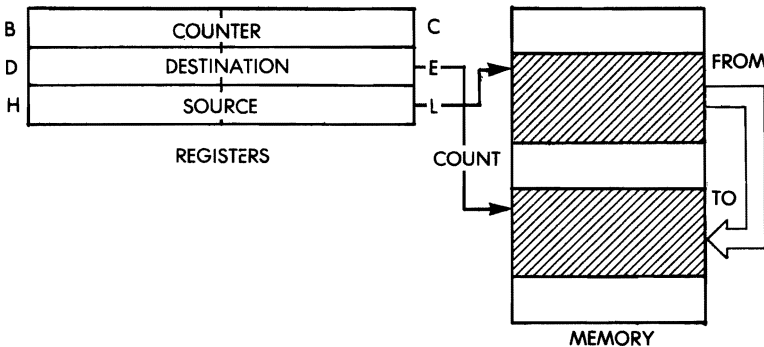 B COUNTER C
D DESTINATION E
H SOURCE L
REGISTERS
COUNT
FROM
TO
MEMORY